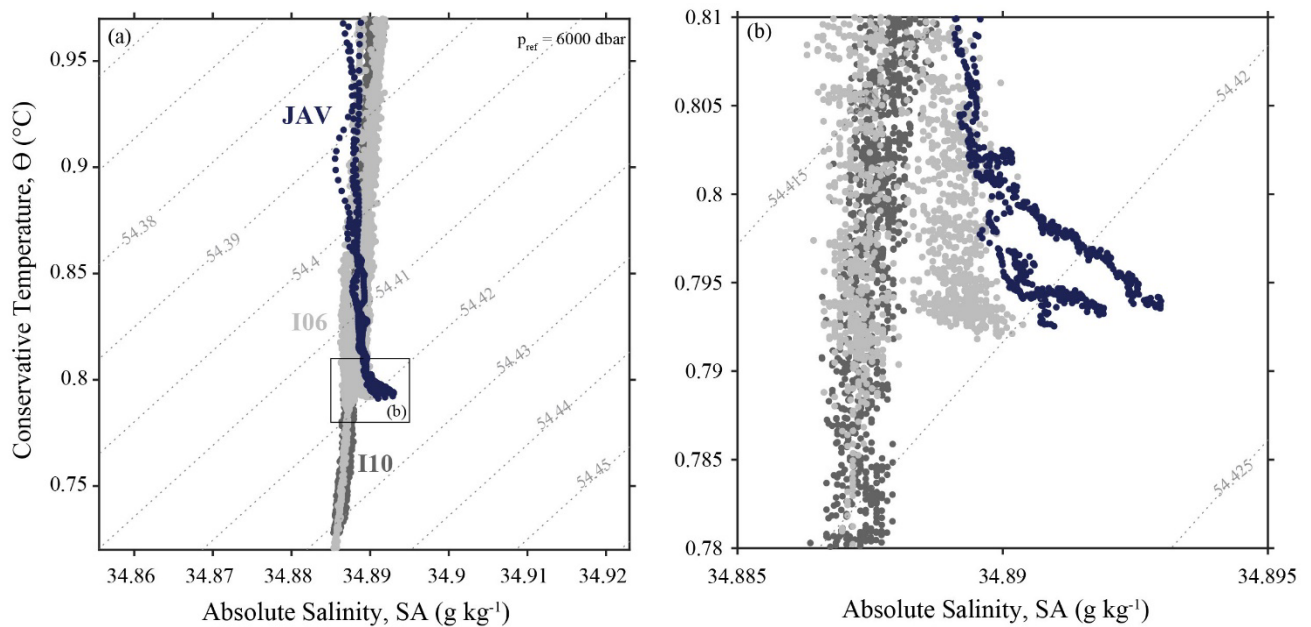 (a)
p_ref = 6000 dbar
0.95
0.9
0.85
0.8
0.75
Conservative Temperature, Θ (°C)
JAV
I06
I10
(b)
54.38
54.39
54.4
54.41
54.42
54.43
54.44
54.45
34.86 34.87 34.88 34.89 34.9 34.91 34.92
Absolute Salinity, SA (g kg⁻¹)
(b)
0.81
0.805
0.8
0.795
0.79
0.785
0.78
54.415
54.42
54.425
34.885 34.89 34.895
Absolute Salinity, SA (g kg⁻¹)